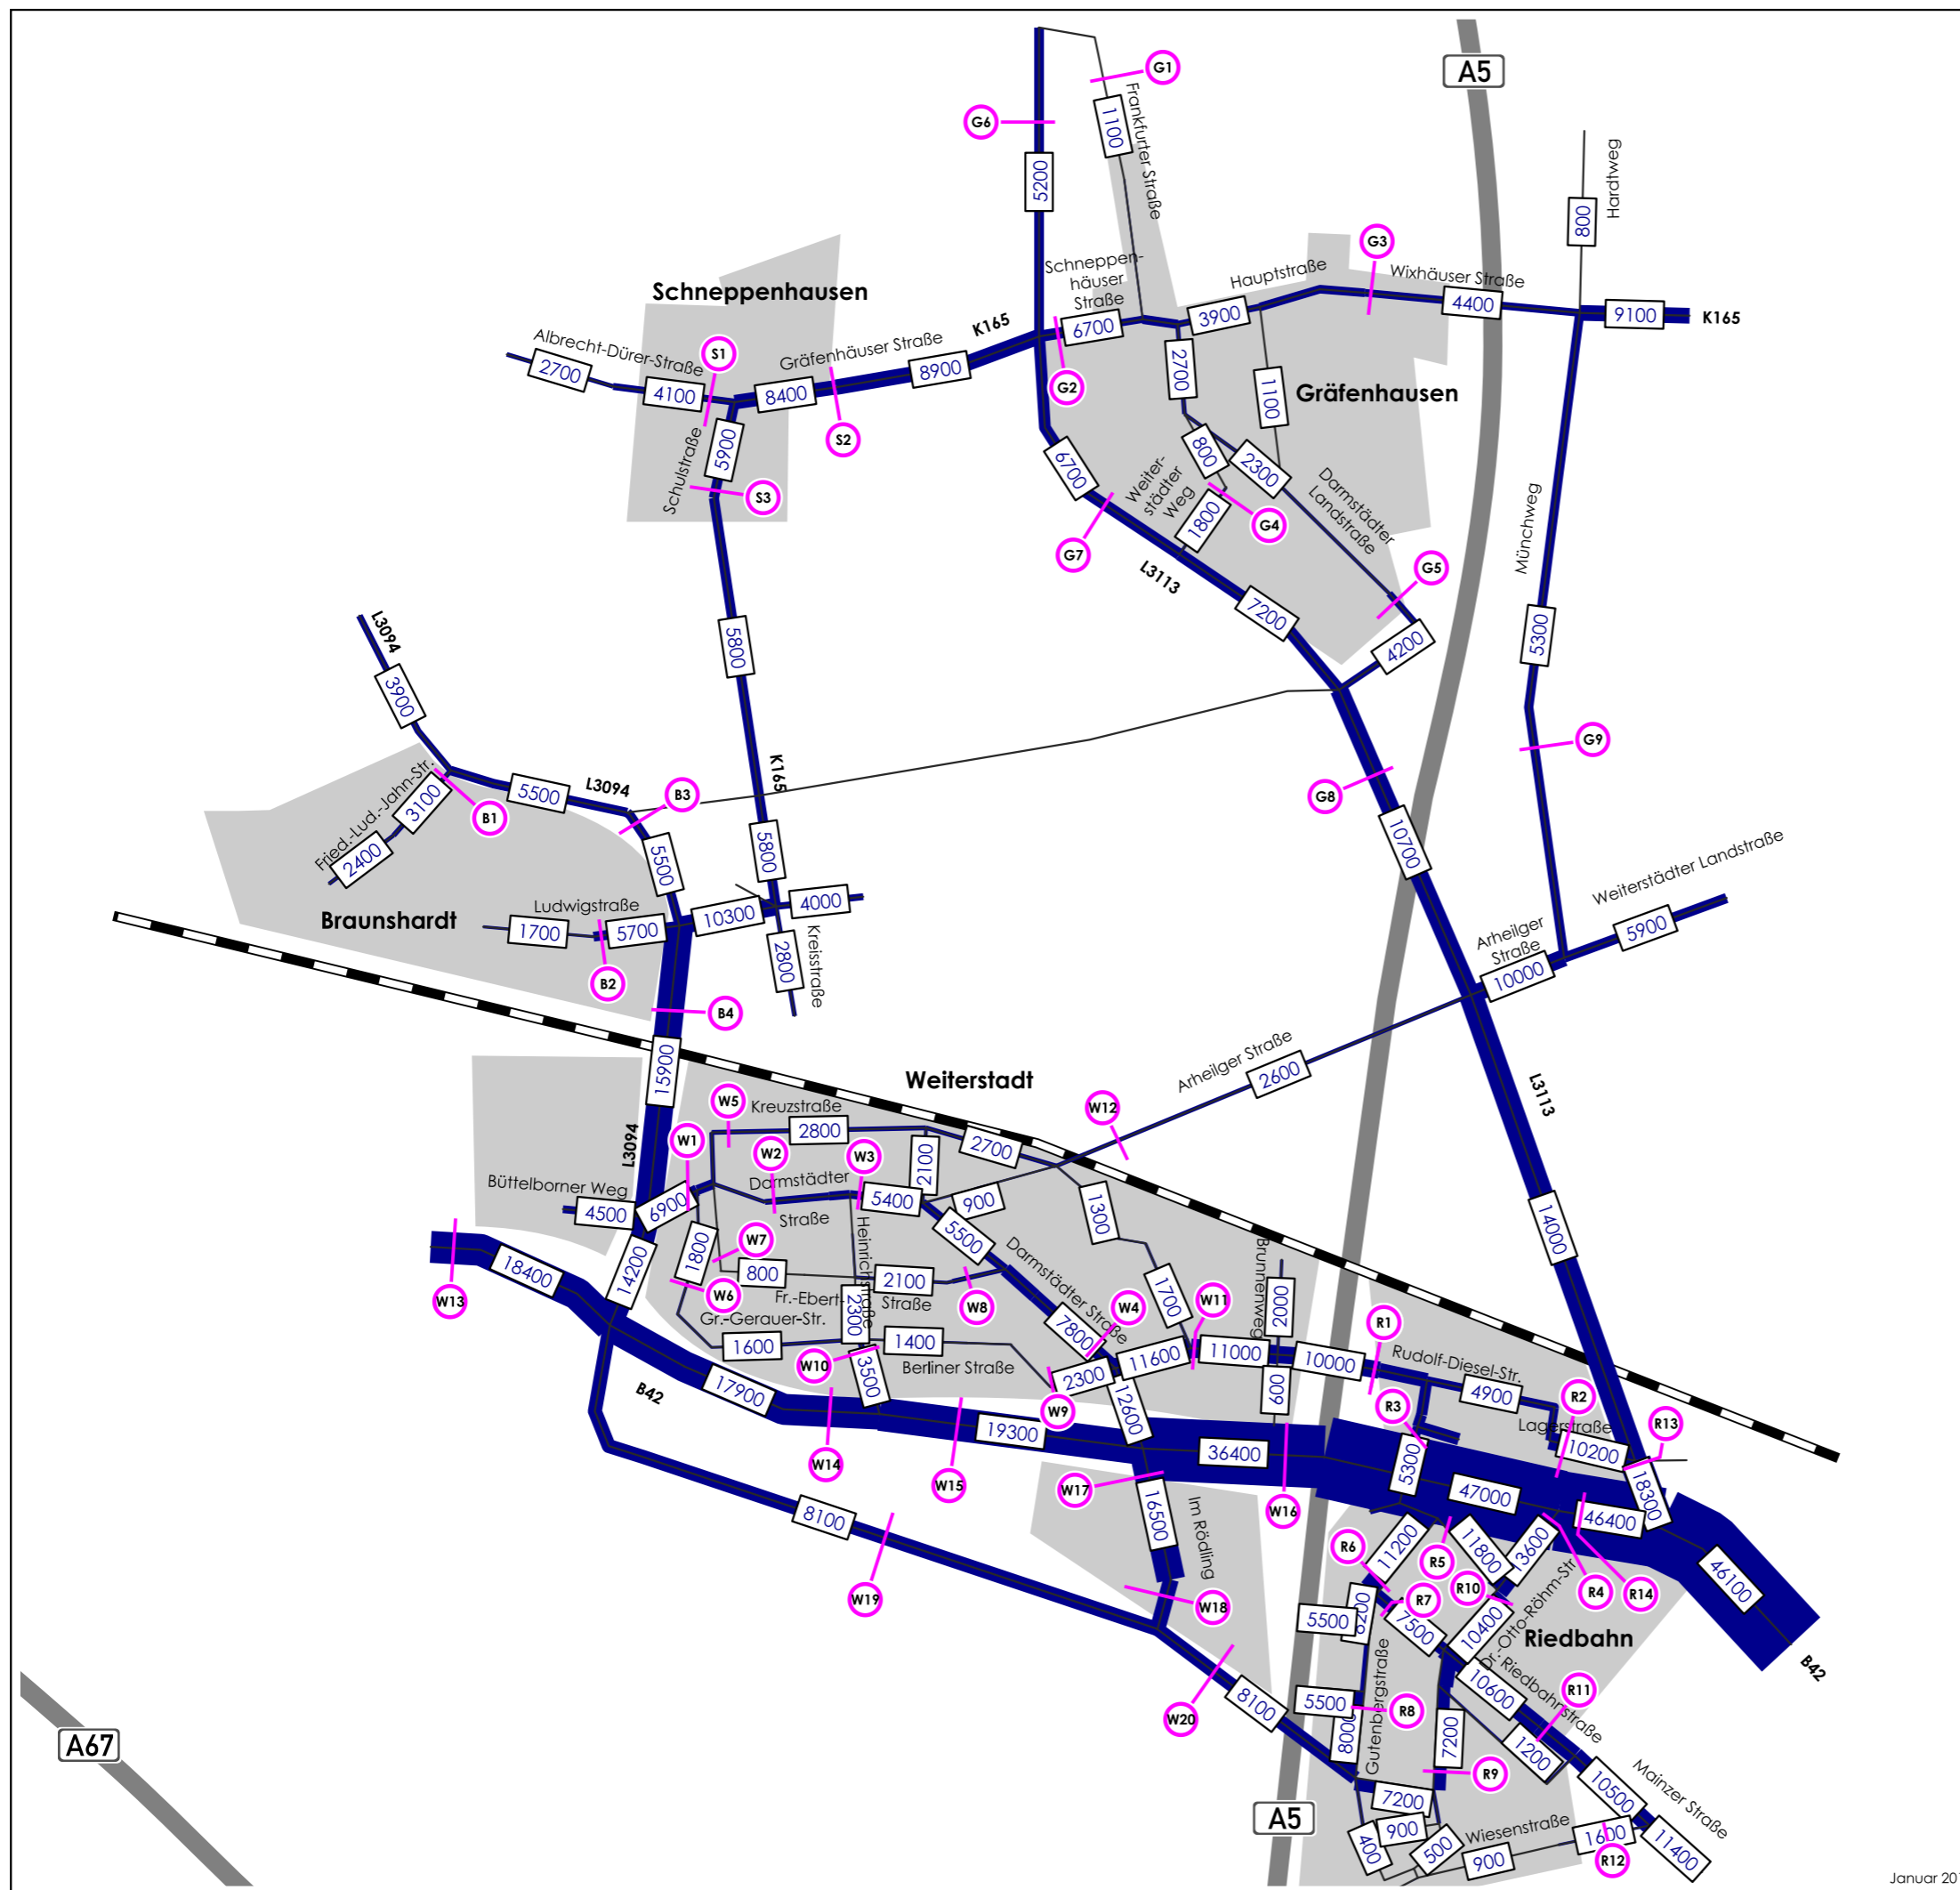 A5
G1
G6
Frankfurter Straße
1100
5200
Hardtweg
800
G3
Schneppen-
häuser
Straße
Hauptstraße
Wixhäuser Straße
Schneppenhausen
K165
6700
3900
4400
9100
K165
Albrecht-Dürer-Straße
S1
Gräfenhäuser Straße
8900
2700
4100
8400
G2
2700
1100
Gräfenhausen
Schulstraße
5900
S2
S3
6700
Weiter-
städter
Weg
800
2300
1800
G4
Darmstädter
Landstraße
G7
L3113
G5
Münchweg
7200
4200
5300
L3094
3900
5800
K165
G9
Fried.-Lud.-Jahn-Str.
3100
2400
B1
5500
L3094
B3
G8
10700
5500
5800
Ludwigstraße
Braunshardt
1700
5700
10300
4000
2800
Kreisstraße
B2
B4
Weiterstädter Landstraße
Arheilger
Straße
5900
10000
15900
Weiterstadt
Arheilger Straße
2600
L3113
L3094
W5
Kreuzstraße
2800
W12
W1
W2
W3
2100
2700
Büttelborner Weg
4500
6900
Darmstädter
Straße
5400
900
1300
5500
Darmstädter Straße
14000
18400
14200
W13
1800
W7
W6
800
2100
Heinrichstraße
Fr.-Ebert-
Straße
2300
W8
Gr.-Gerauer-Str.
1600
1400
Berliner Straße
W10
3500
7800
W4
1700
W11
Brunnenweg
2000
R1
Rudolf-Diesel-Str.
11600
11000
10000
2300
W9
12600
600
4900
R3
R2
Lagerstraße
R13
10200
B42
17900
W14
W15
19300
36400
5300
47000
46400
18300
W17
W16
16500
Im Rödling
8100
W19
W18
W20
8100
R6
11200
R5
11800
13600
R4
R14
46100
B42
R10
R7
6200
5500
7500
10400
Dr.-Otto-Röhm-Str.
Riedbahn
10600
Riedbahnstraße
R11
5500
R8
8000
Gutenbergstraße
7200
1200
R9
Mainzer Straße
10500
7200
900
400
500
Wiesenstraße
900
1600
R12
11400
A67
A5
Januar 20